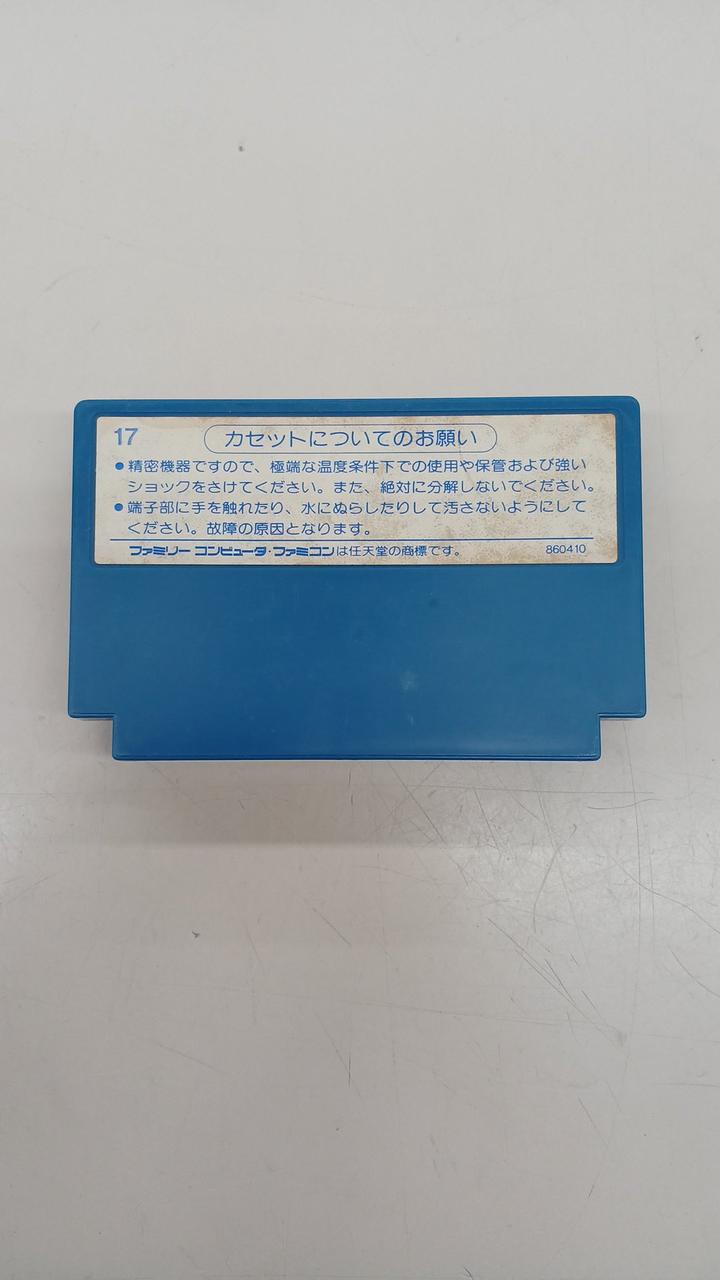 17
カセットについてのお願い
●精密機器ですので、極端な温度条件下での使用や保管および強い
ショックをさけてください。また、絶対に分解しないでください。
●端子部に手を触れたり、水にぬらしたりして汚さないようにして
ください。故障の原因となります。
ファミリー コンピュータ・ファミコンは任天堂の商標です。 860410